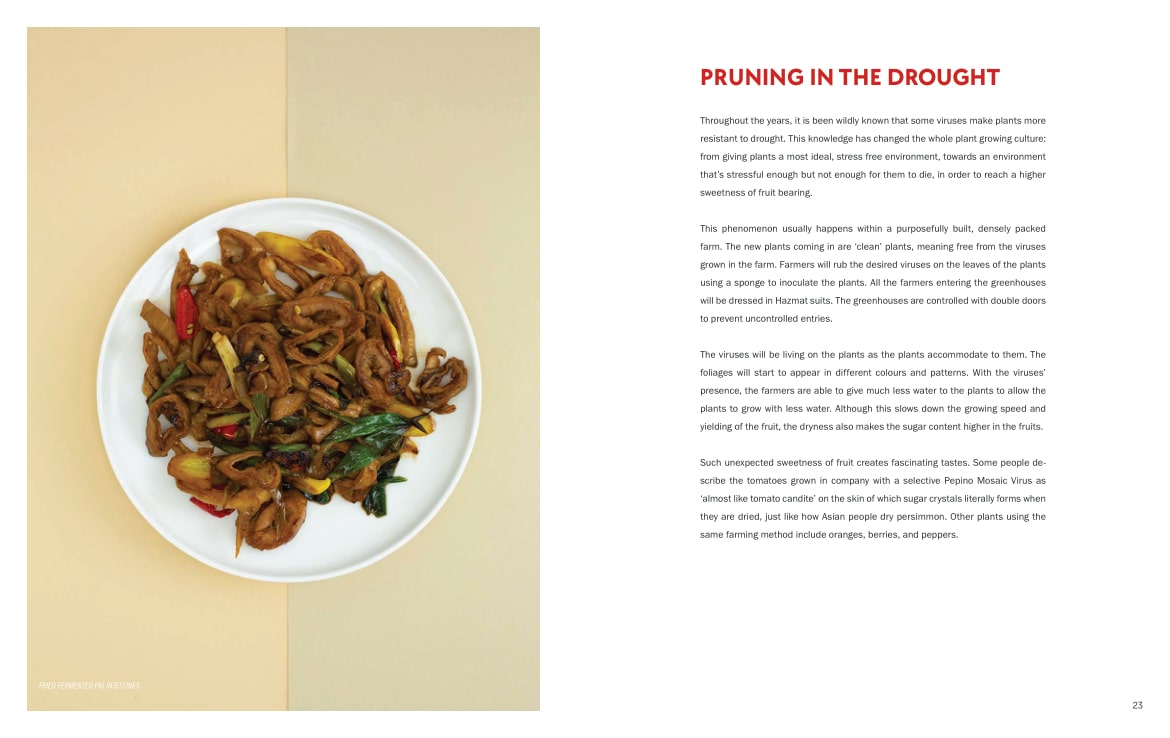 FRIED FERMENTED PIG INTESTINES
PRUNING IN THE DROUGHT
Throughout the years, it is been wildly known that some viruses make plants more
resistant to drought. This knowledge has changed the whole plant growing culture:
from giving plants a most ideal, stress free environment, towards an environment
that's stressful enough but not enough for them to die, in order to reach a higher
sweetness of fruit bearing.
This phenomenon usually happens within a purposefully built, densely packed
farm. The new plants coming in are ‘clean’ plants, meaning free from the viruses
grown in the farm. Farmers will rub the desired viruses on the leaves of the plants
using a sponge to inoculate the plants. All the farmers entering the greenhouses
will be dressed in Hazmat suits. The greenhouses are controlled with double doors
to prevent uncontrolled entries.
The viruses will be living on the plants as the plants accommodate to them. The
foliages will start to appear in different colours and patterns. With the viruses’
presence, the farmers are able to give much less water to the plants to allow the
plants to grow with less water. Although this slows down the growing speed and
yielding of the fruit, the dryness also makes the sugar content higher in the fruits.
Such unexpected sweetness of fruit creates fascinating tastes. Some people de-
scribe the tomatoes grown in company with a selective Pepino Mosaic Virus as
‘almost like tomato candite’ on the skin of which sugar crystals literally forms when
they are dried, just like how Asian people dry persimmon. Other plants using the
same farming method include oranges, berries, and peppers.
23